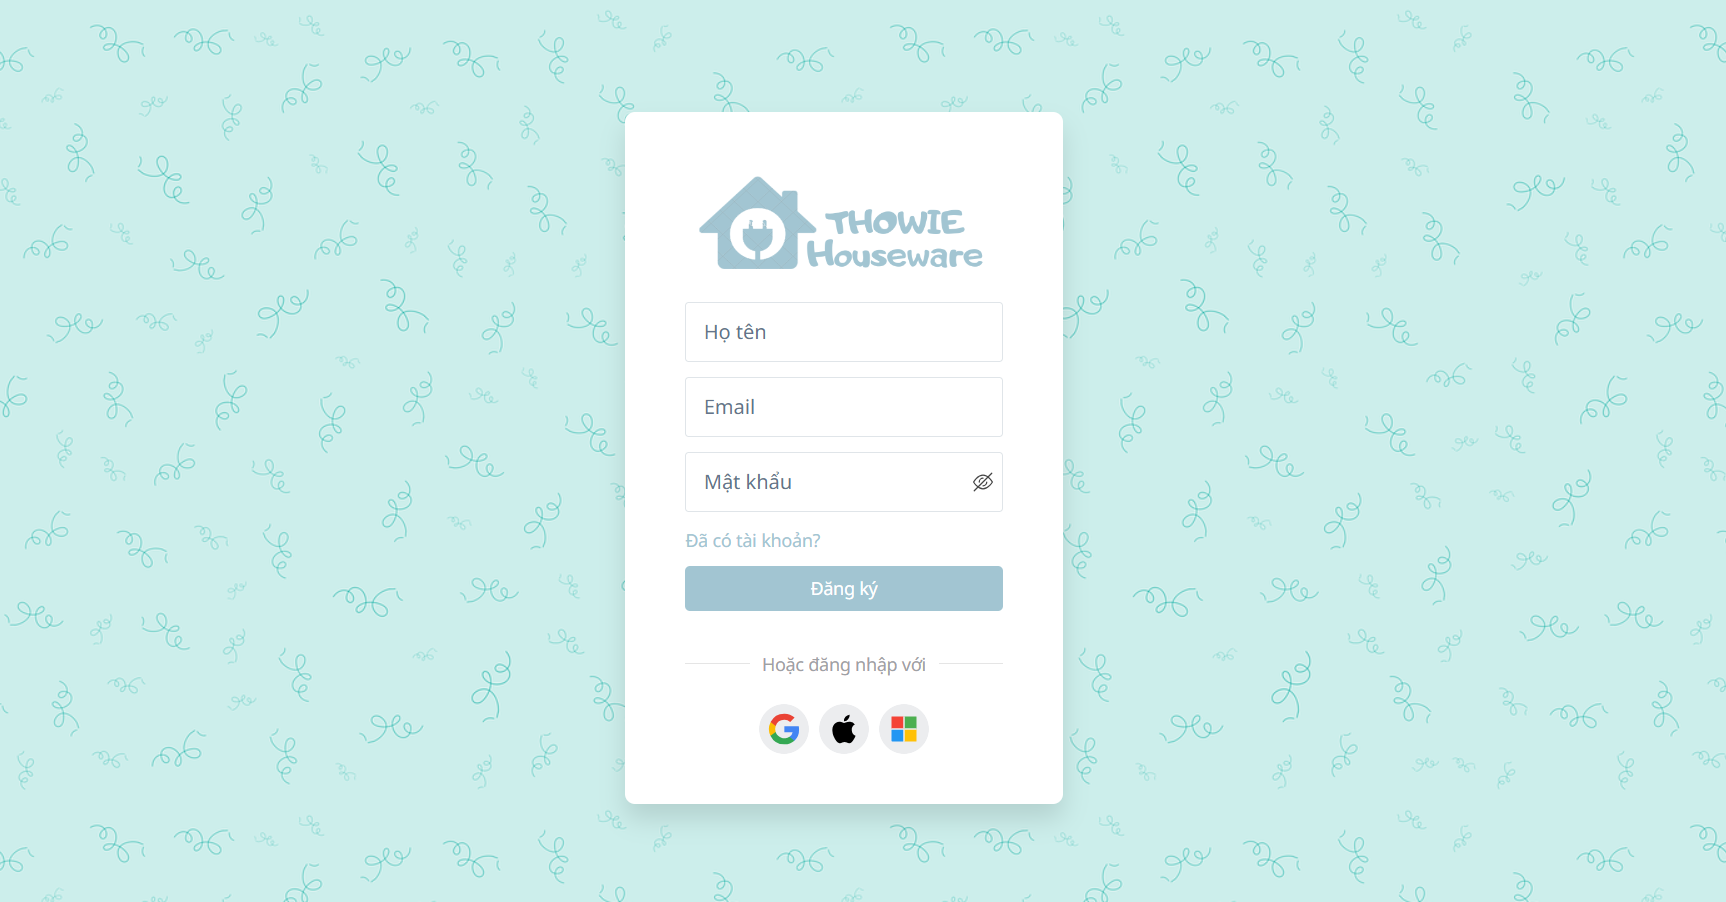 THOWIE
Houseware
Họ tên
Email
Mật khẩu
Đã có tài khoản?
Đăng ký
Hoặc đăng nhập với